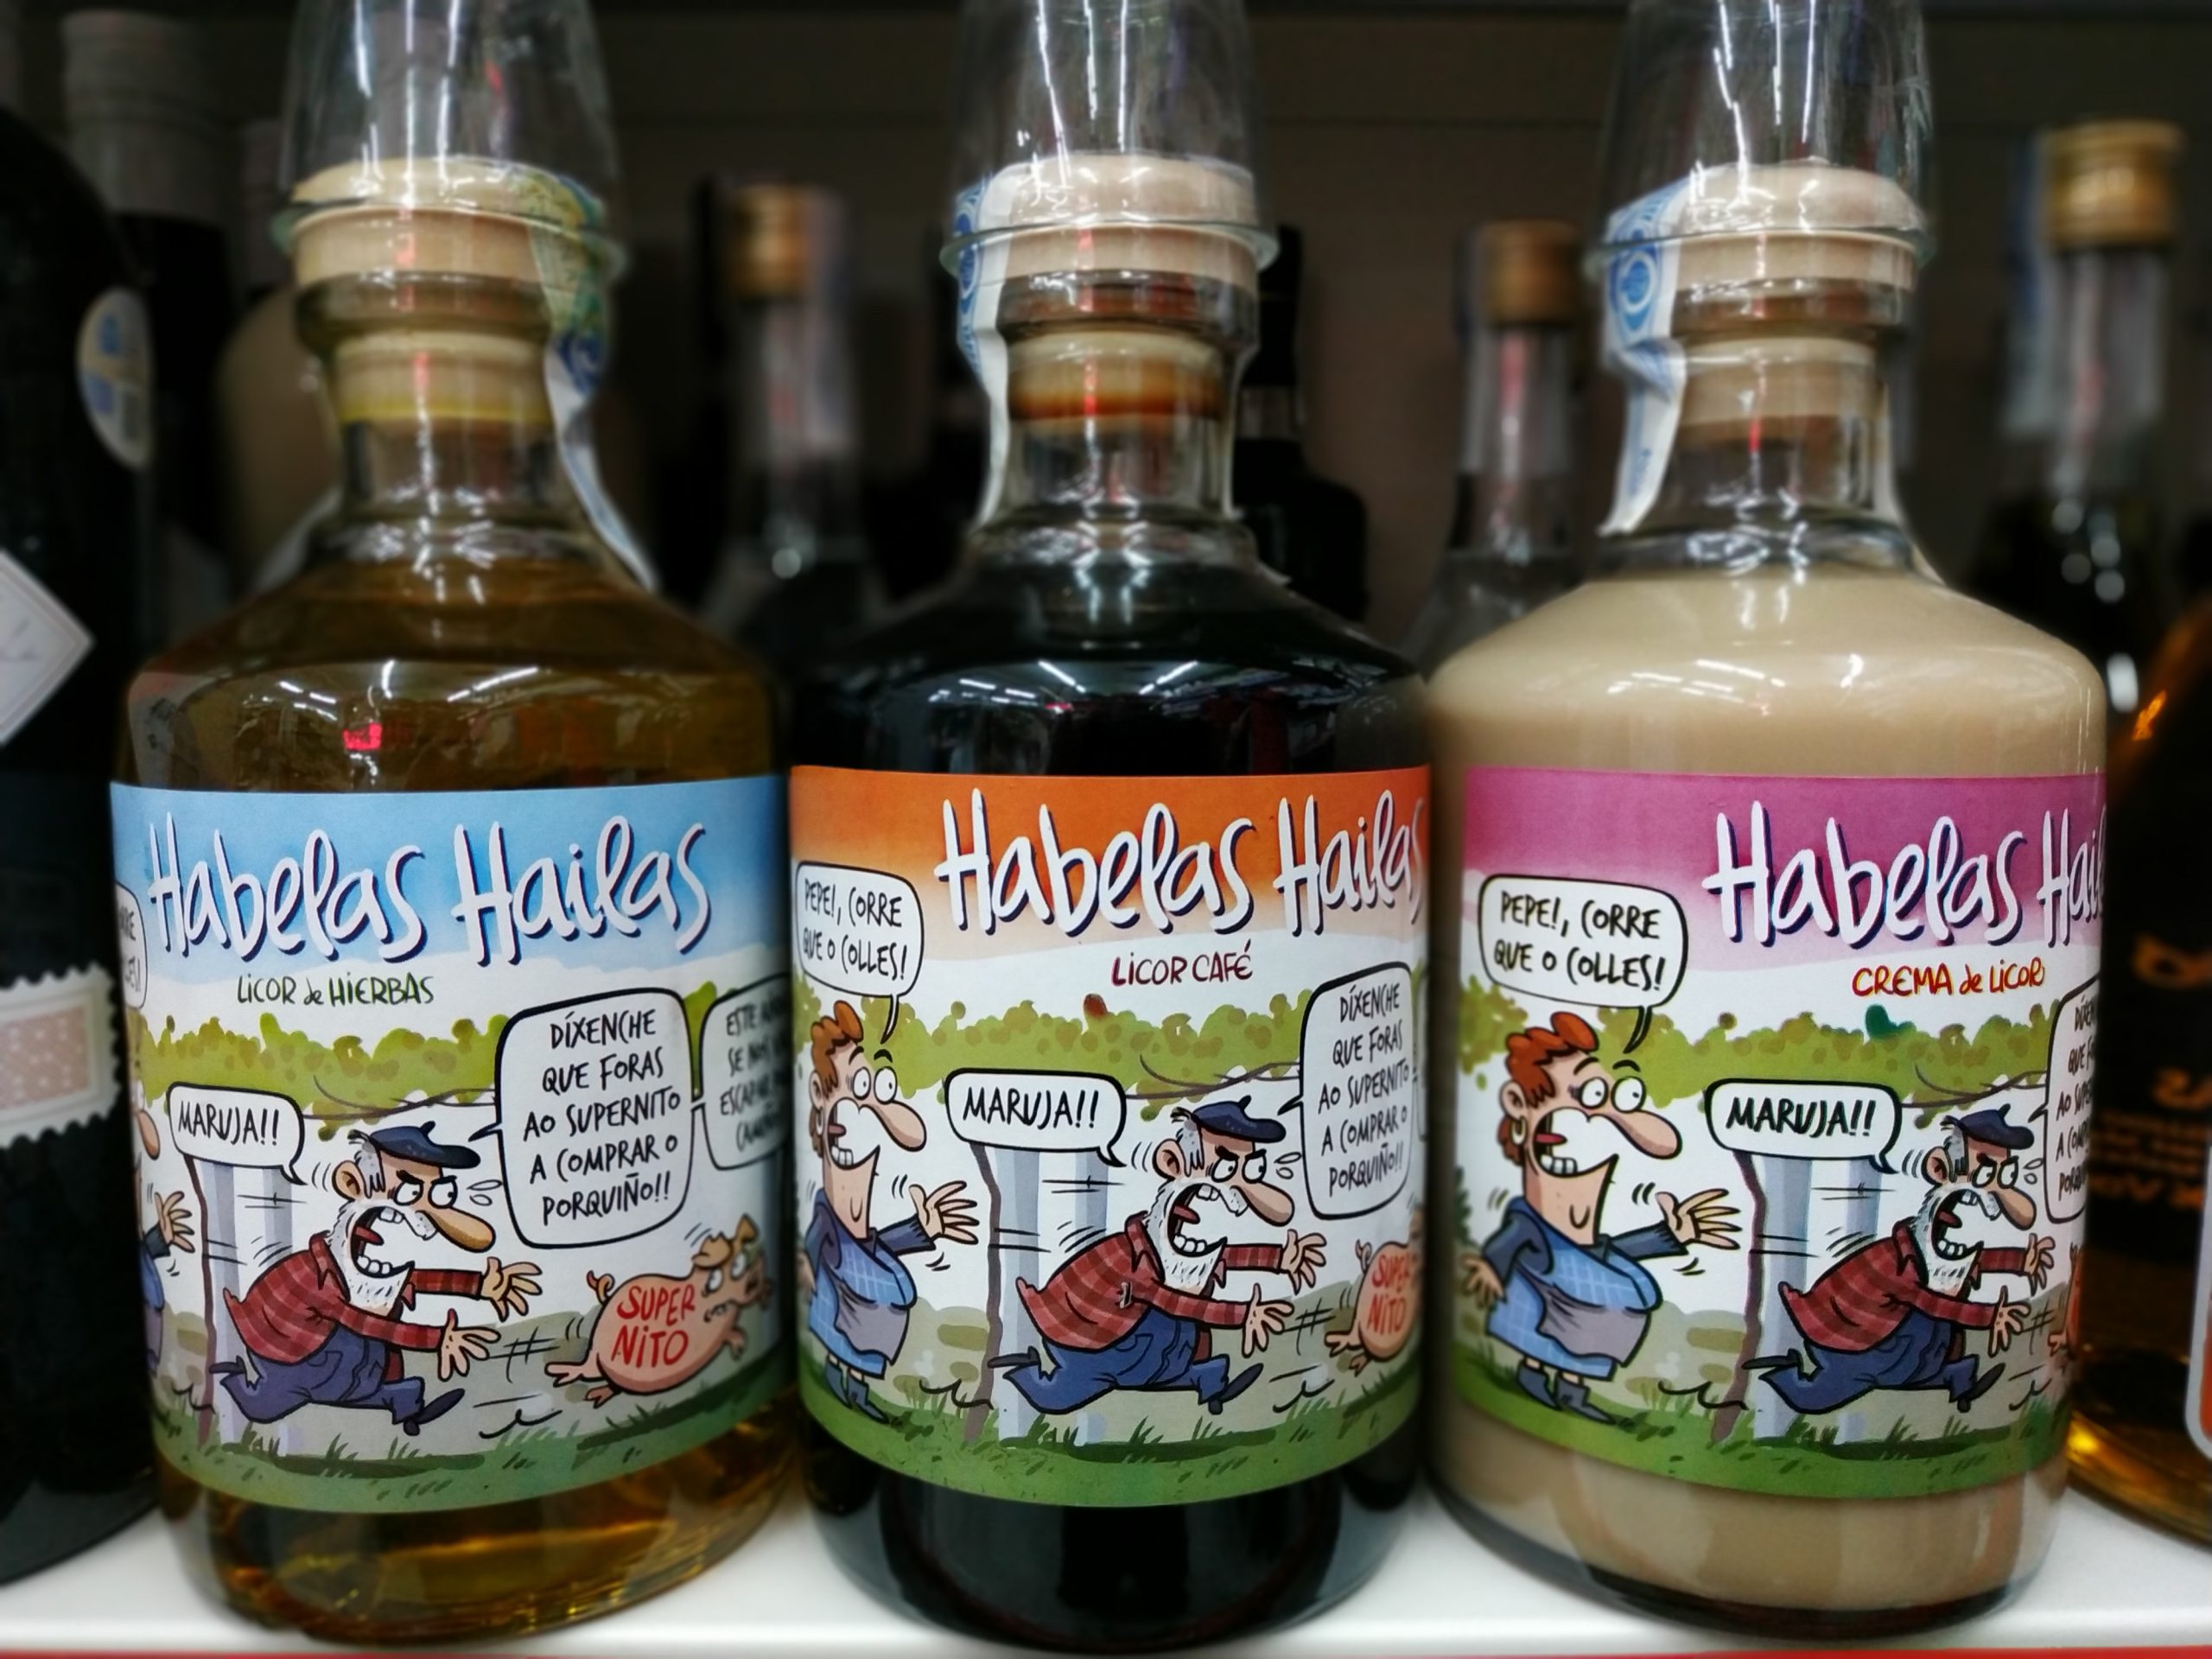 Habelas Hailas
LICOR de HIERBAS
MARUJA!!
DÍXENCHE
QUE FORAS
AO SUPERNITO
A COMPRAR O
PORQUIÑO!!
ESTE
SE
SUPER
NITO
Habelas Hailas
LICOR CAFÉ
PEPE!, CORRE
QUE O COLLES!
MARUJA!!
DÍXENCHE
QUE FORAS
AO SUPERNITO
A COMPRAR O
PORQUIÑO!!
SUPER
NITO
Habelas
CREMA de LICOR
PEPE!, CORRE
QUE O COLLES!
MARUJA!!